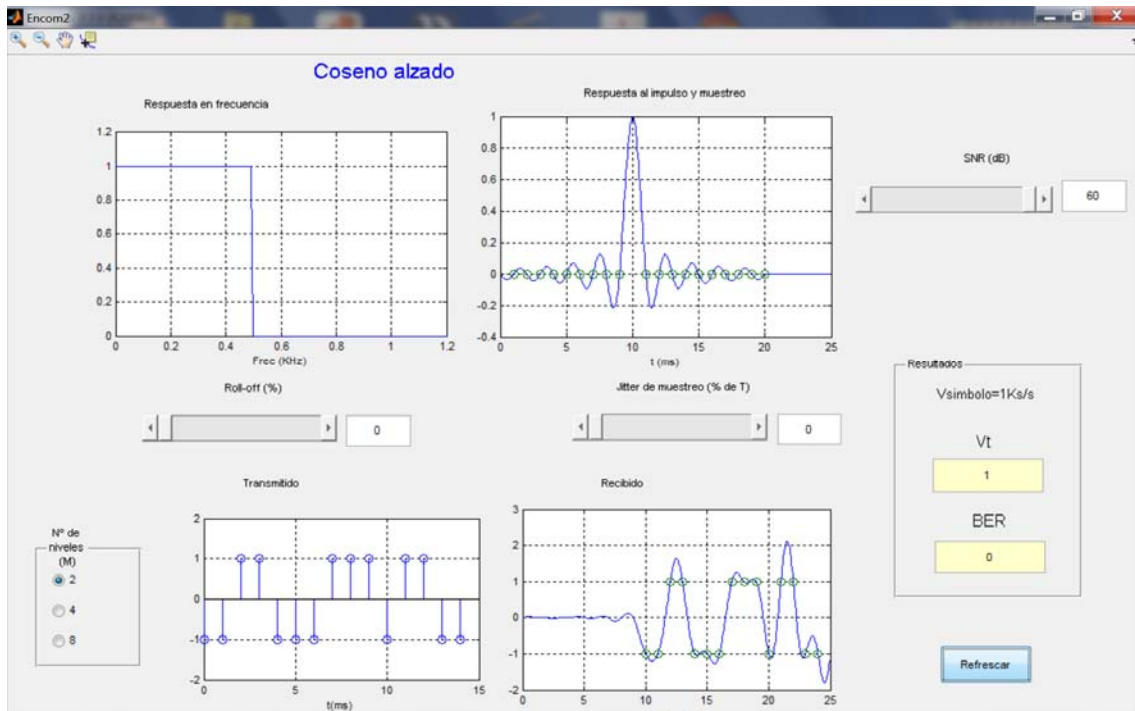 Encom2
Coseno alzado
Respuesta en frecuencia
1.2
1
0.8
0.6
0.4
0.2
0
0 0.2 0.4 0.6 0.8 1 1.2
Frec (KHz)
Respuesta al impulso y muestreo
1
0.8
0.6
0.4
0.2
0
-0.2
-0.4
0 5 10 15 20 25
t (ms)
SNR (dB)
60
Roll-off (%)
0
Jitter de muestreo (% de T)
0
Resultados
Vsimbolo=1Ks/s
Vt
1
BER
0
Nº de
niveles
(M)
2
4
8
Transmitido
2
1
0
-1
-2
0 5 10 15
t(ms)
Recibido
3
2
1
0
-1
-2
0 5 10 15 20 25
Refrescar